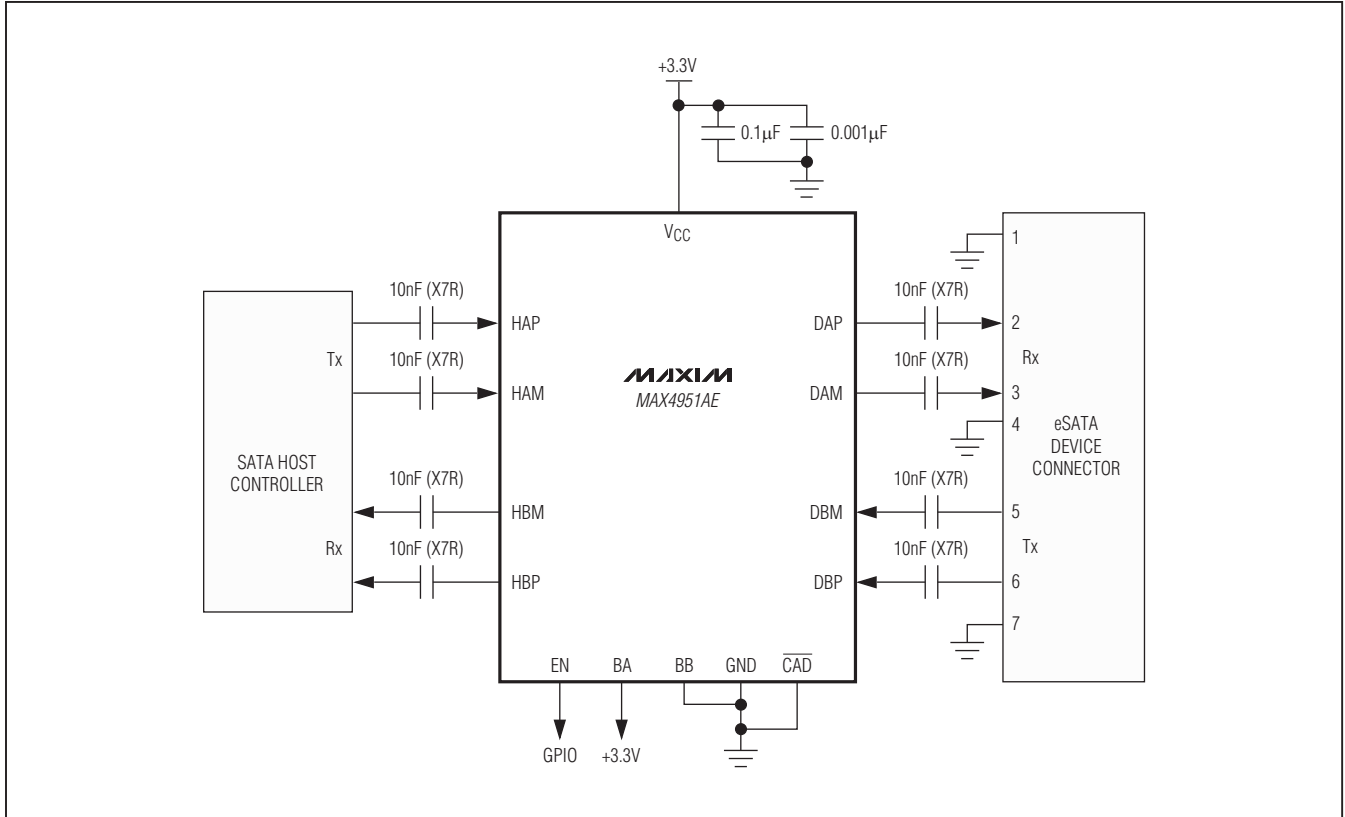 +3.3V
0.1μF 0.001μF
VCC
1
10nF (X7R) 10nF (X7R)
HAP DAP 2
Tx 10nF (X7R) MAXIM 10nF (X7R) Rx
HAM MAX4951AE DAM 3
4 eSATA
DEVICE
CONNECTOR
SATA HOST
CONTROLLER
10nF (X7R) 10nF (X7R)
HBM DBM 5
Rx 10nF (X7R) 10nF (X7R) Tx
HBP DBP 6
7
EN BA BB GND C̅A̅D̅
GPIO +3.3V